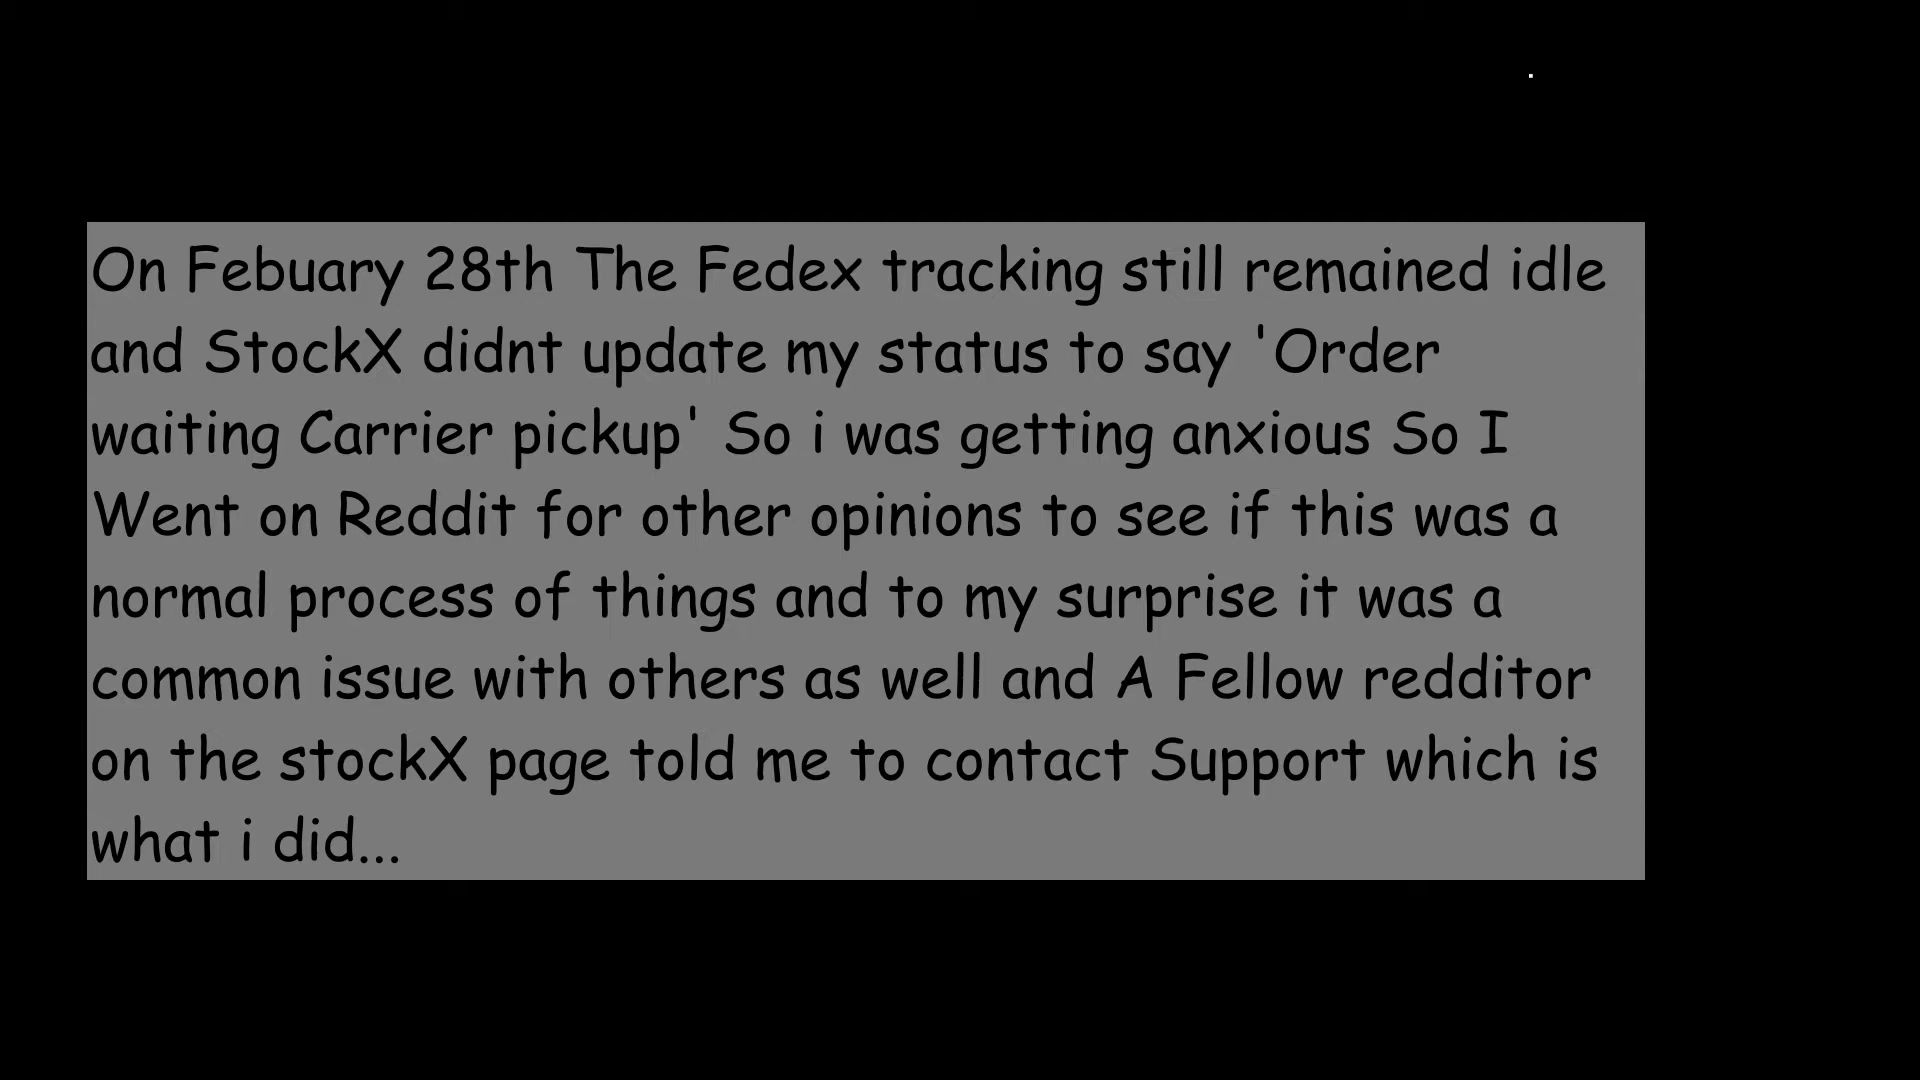 On Febuary 28th The Fedex tracking still remained idle
and StockX didnt update my status to say 'Order
waiting Carrier pickup' So i was getting anxious So I
Went on Reddit for other opinions to see if this was a
normal process of things and to my surprise it was a
common issue with others as well and A Fellow redditor
on the stockX page told me to contact Support which is
what i did...